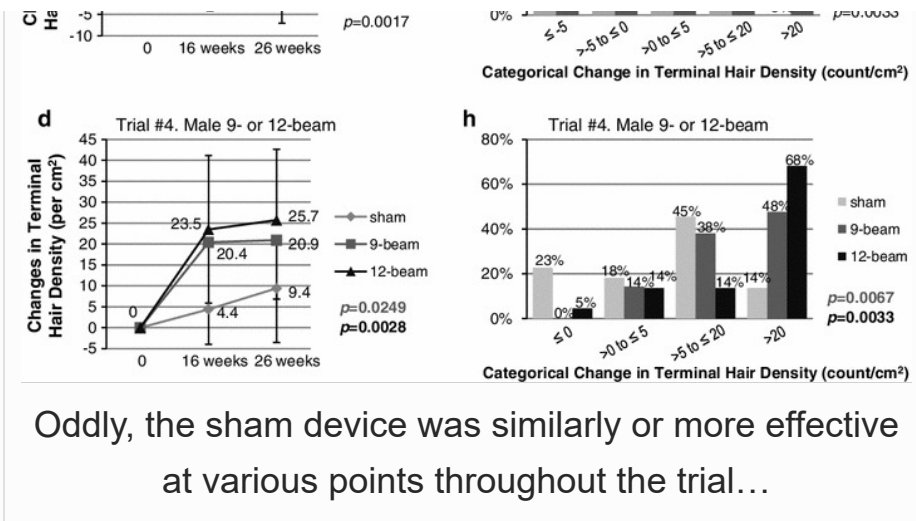 -5
-10
0 16 weeks 26 weeks
p=0.0017
0%
≤ -5 >-5 to ≤ 0 >0 to ≤ 5 >5 to ≤ 20 >20
Categorical Change in Terminal Hair Density (count/cm²)
d
Trial #4. Male 9- or 12-beam
Changes in Terminal
Hair Density (per cm²)
45
40
35
30
25
20
15
10
5
0
-5
0
23.5
20.4
4.4
25.7
20.9
9.4
0 16 weeks 26 weeks
sham
9-beam
12-beam
p=0.0249
p=0.0028
h
Trial #4. Male 9- or 12-beam
80%
60%
40%
20%
0%
23% 0% 5%
18% 14% 14%
45% 38% 14%
14% 48% 68%
≤ 0 >0 to ≤ 5 >5 to ≤ 20 >20
sham
9-beam
12-beam
p=0.0067
p=0.0033
Categorical Change in Terminal Hair Density (count/cm²)
Oddly, the sham device was similarly or more effective
at various points throughout the trial…